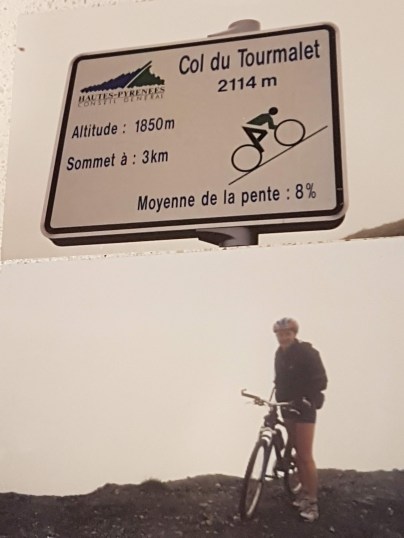 Col du Tourmalet
2114 m
HAUTES-PYRENEES
CONSEIL GENERAL
Altitude : 1850m
Sommet à : 3km
Moyenne de la pente : 8%